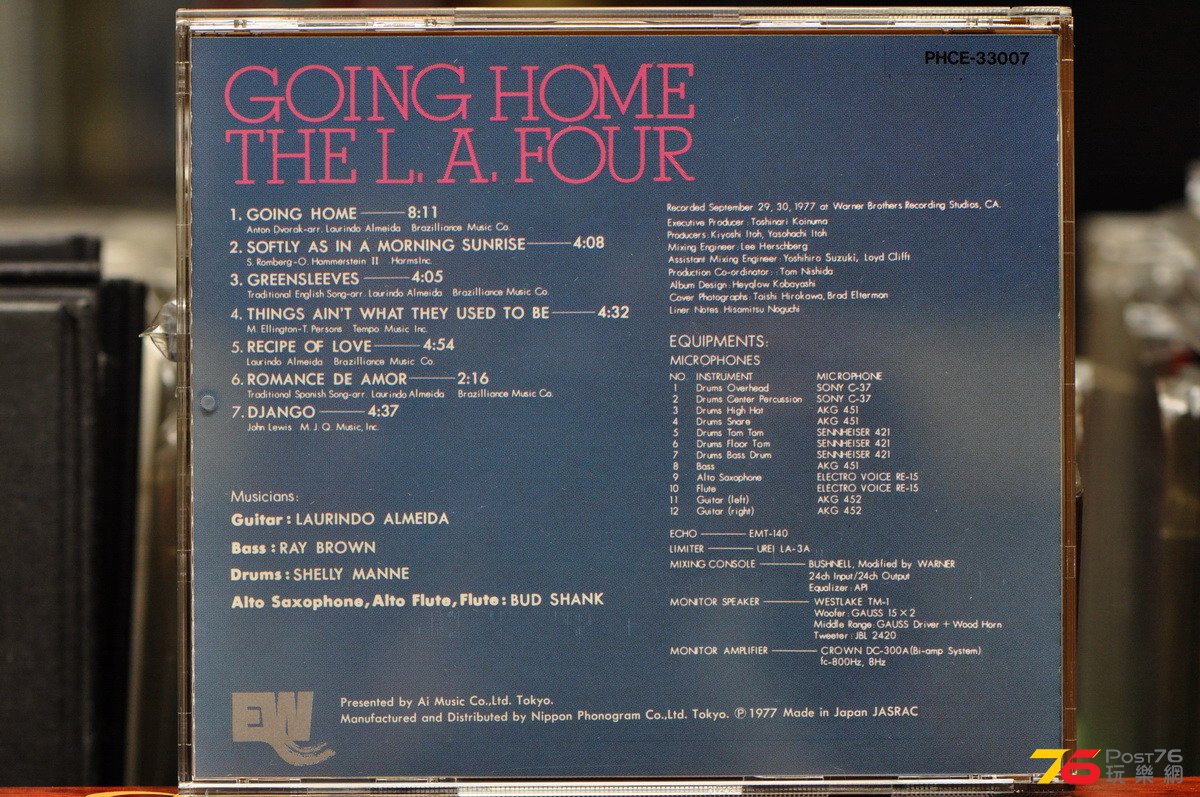 PHCE-33007
GOING HOME
THE L.A. FOUR
1. GOING HOME 8:11
Anton Dvorak-arr. Laurindo Almeida Brazilliance Music Co.
2. SOFTLY AS IN A MORNING SUNRISE 4:08
S. Romberg-O. Hammerstein II HarmsInc.
3. GREENSLEEVES 4:05
Traditional English Song-arr. Laurindo Almeida Brazilliance Music Co.
4. THINGS AIN'T WHAT THEY USED TO BE 4:32
M. Ellington-T. Persons Tempo Music Inc.
5. RECIPE OF LOVE 4:54
Laurindo Almeida Brazilliance Music Co.
6. ROMANCE DE AMOR 2:16
Traditional Spanish Song-arr. Laurindo Almeida Brazilliance Music Co.
7. DJANGO 4:37
John Lewis M. J. Q. Music, Inc.
Musicians:
Guitar : LAURINDO ALMEIDA
Bass : RAY BROWN
Drums : SHELLY MANNE
Alto Saxophone, Alto Flute, Flute : BUD SHANK
Recorded September 29, 30, 1977 at Warner Brothers Recording Studios, CA.
Executive Producer: Toshinari Koinuma
Producers: Kiyoshi Itoh, Yasohachi Itoh
Mixing Engineer: Lee Herschberg
Assistant Mixing Engineer: Yoshihiro Suzuki, Loyd Clifft
Production Co-ordinator: Tom Nishida
Album Design: Heyqlow Kobayashi
Cover Photographs: Taishi Hirokawa, Brad Elterman
Liner Notes: Hisamitsu Noguchi
EQUIPMENTS:
MICROPHONES
NO. INSTRUMENT MICROPHONE
1 Drums Overhead SONY C-37
2 Drums Center Percussion SONY C-37
3 Drums High Hat AKG 451
4 Drums Snare AKG 451
5 Drums Tom Tam SENNHEISER 421
6 Drums Floor Tom SENNHEISER 421
7 Drums Bass Drum SENNHEISER 421
8 Bass AKG 451
9 Alto Saxophone ELECTRO VOICE RE-15
10 Flute ELECTRO VOICE RE-15
11 Guitar (left) AKG 452
12 Guitar (right) AKG 452
ECHO EMT-140
LIMITER UREI LA-3A
MIXING CONSOLE BUSHNELL, Modified by WARNER
24ch Input/24ch Output
Equalizer: API
MONITOR SPEAKER WESTLAKE TM-1
Woofer: GAUSS 15×2
Middle Range: GAUSS Driver + Wood Horn
Tweeter: JBL 2420
MONITOR AMPLIFIER CROWN DC-300A (Bi-amp System)
fc-800Hz, 8Hz
EW
Presented by Ai Music Co.,Ltd. Tokyo.
Manufactured and Distributed by Nippon Phonogram Co.,Ltd. Tokyo. ℗ 1977 Made in Japan JASRAC
76 POST76
玩樂網